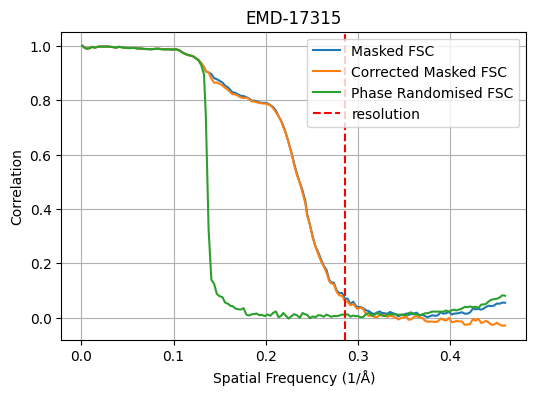 EMD-17315
Masked FSC
Corrected Masked FSC
Phase Randomised FSC
resolution
Correlation
1.0
0.8
0.6
0.4
0.2
0.0
0.0 0.1 0.2 0.3 0.4
Spatial Frequency (1/Å)